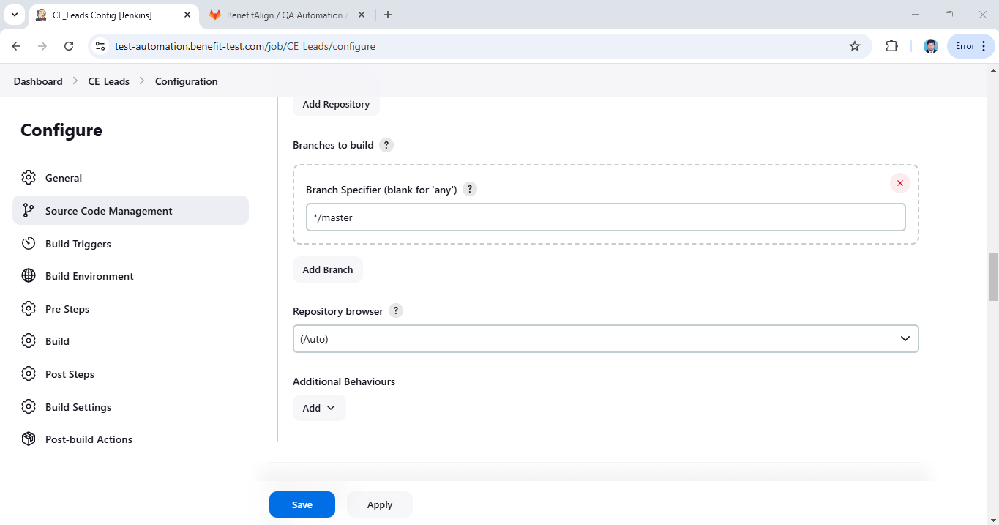 CE_Leads Config [Jenkins]
BenefitAlign / QA Automation /
test-automation.benefit-test.com/job/CE_Leads/configure
Error
Dashboard
CE_Leads
Configuration
Configure
General
Source Code Management
Build Triggers
Build Environment
Pre Steps
Build
Post Steps
Build Settings
Post-build Actions
Add Repository
Branches to build ?
Branch Specifier (blank for 'any') ?
*/master
Add Branch
Repository browser ?
(Auto)
Additional Behaviours
Add
Save
Apply